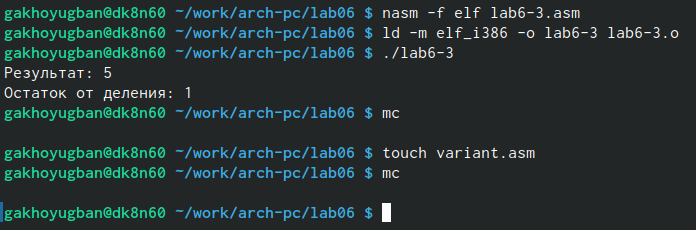 gakhoyugban@dk8n60 ~/work/arch-pc/lab06 $ nasm -f elf lab6-3.asm
gakhoyugban@dk8n60 ~/work/arch-pc/lab06 $ ld -m elf_i386 -o lab6-3 lab6-3.o
gakhoyugban@dk8n60 ~/work/arch-pc/lab06 $ ./lab6-3
Результат: 5
Остаток от деления: 1
gakhoyugban@dk8n60 ~/work/arch-pc/lab06 $ mc
gakhoyugban@dk8n60 ~/work/arch-pc/lab06 $ touch variant.asm
gakhoyugban@dk8n60 ~/work/arch-pc/lab06 $ mc
gakhoyugban@dk8n60 ~/work/arch-pc/lab06 $